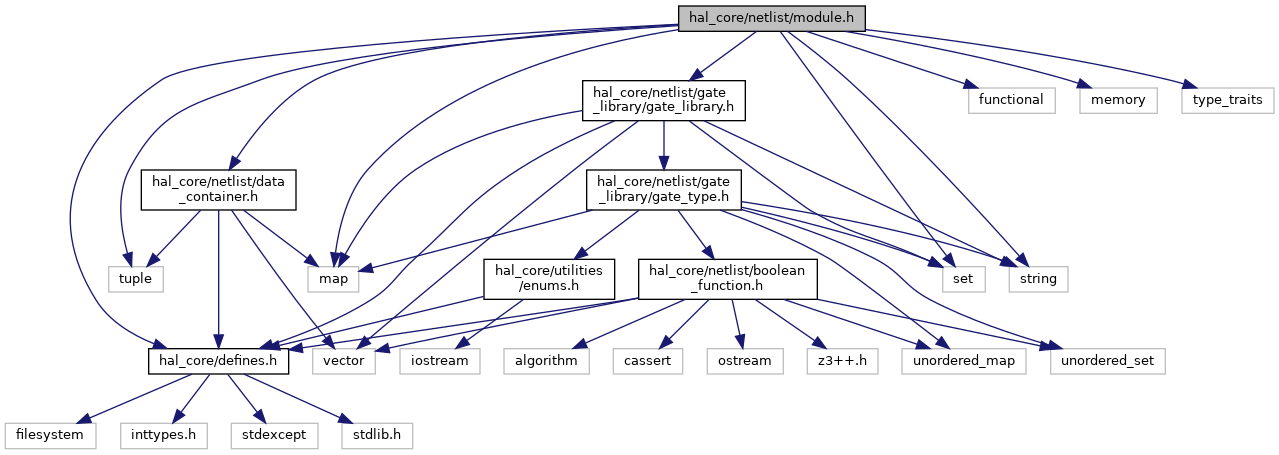 hal_core/netlist/module.h
hal_core/netlist/gate
_library/gate_library.h
functional
memory
type_traits
hal_core/netlist/data
_container.h
hal_core/netlist/gate
_library/gate_type.h
tuple
map
hal_core/utilities
/enums.h
hal_core/netlist/boolean
_function.h
set
string
hal_core/defines.h
vector
iostream
algorithm
cassert
ostream
z3++.h
unordered_map
unordered_set
filesystem
inttypes.h
stdexcept
stdlib.h